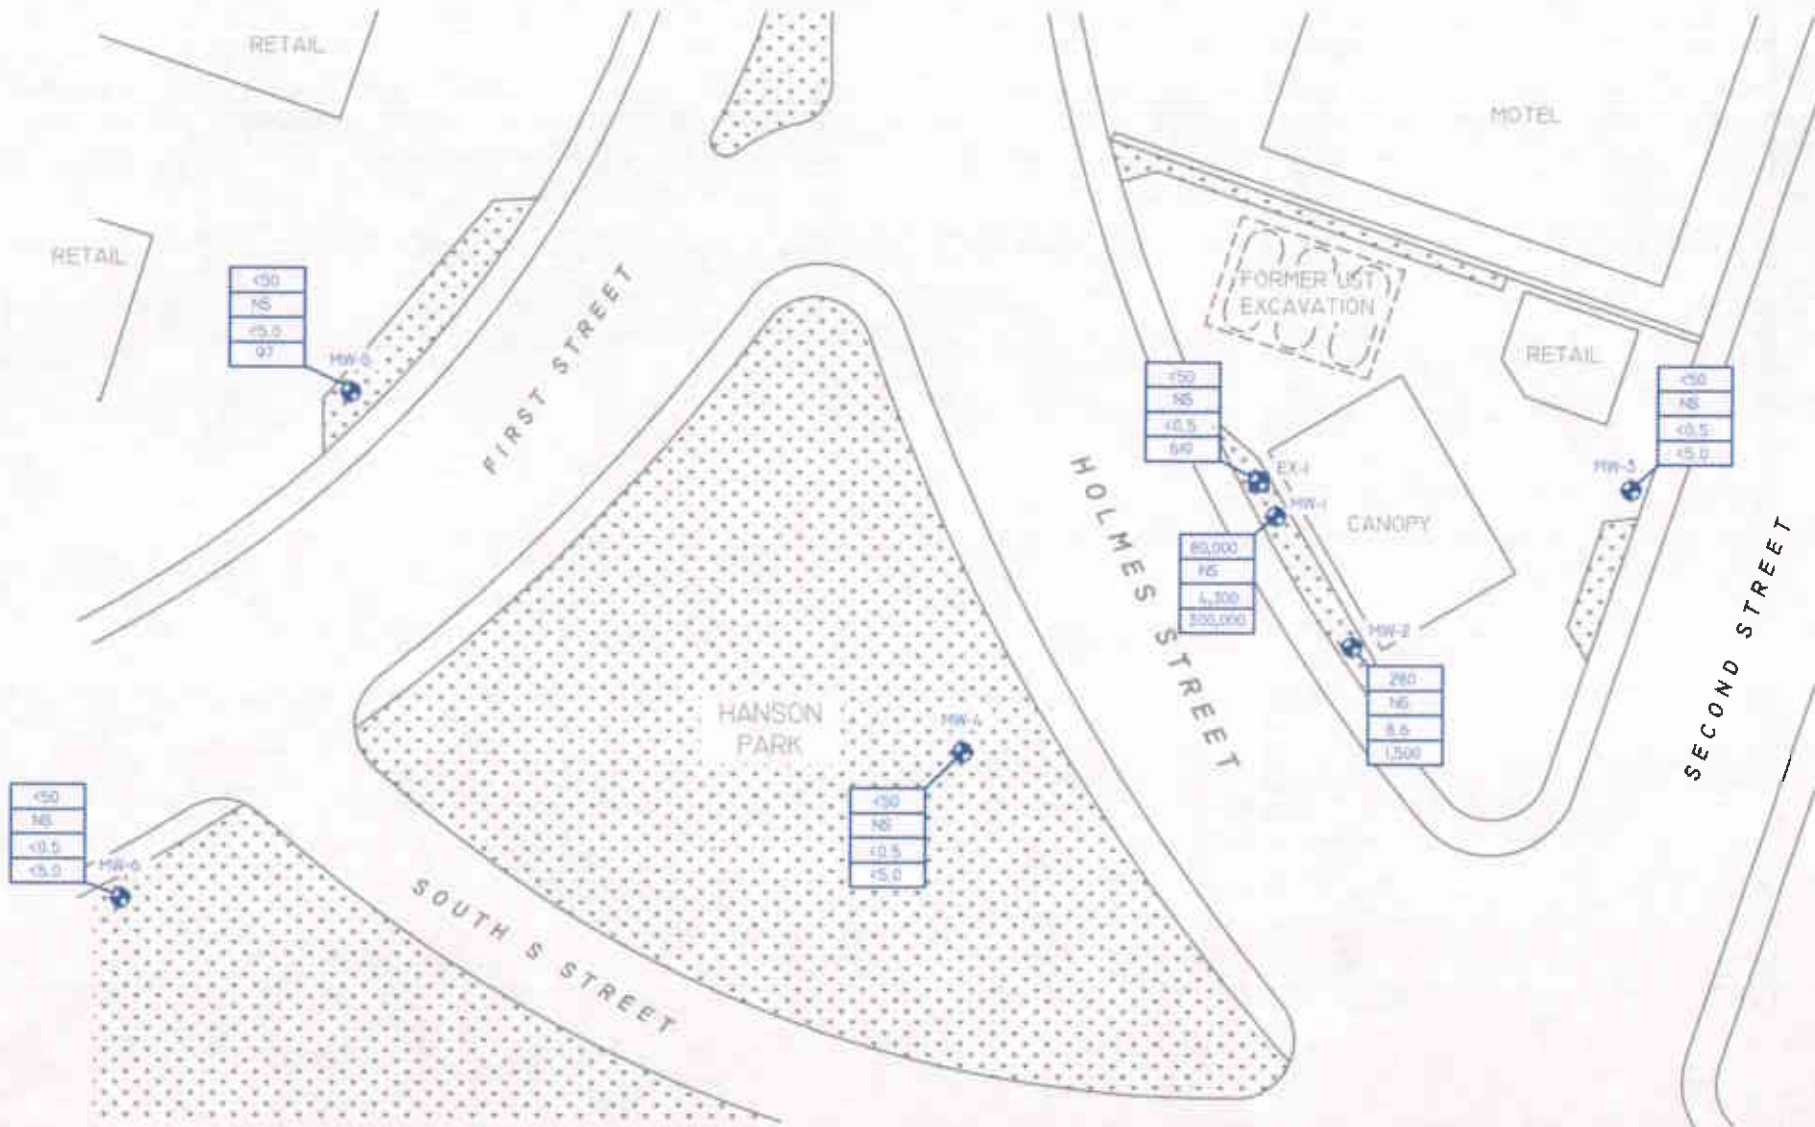 RETAIL
MOTEL
RETAIL
FORMER UST
EXCAVATION
RETAIL
FIRST STREET
<50
NS
<5.0
97
<50
NS
<0.5
610
EX-1
MW-1
CANOPY
<50
NS
<0.5
<5.0
MW-3
80,000
NS
4,300
300,000
HOLMES STREET
MW-2
280
NS
8.6
1,500
SECOND STREET
HANSON
PARK
MW-4
<50
NS
<0.5
<5.0
<50
NS
<0.5
<5.0
MW-6
SOUTH S STREET